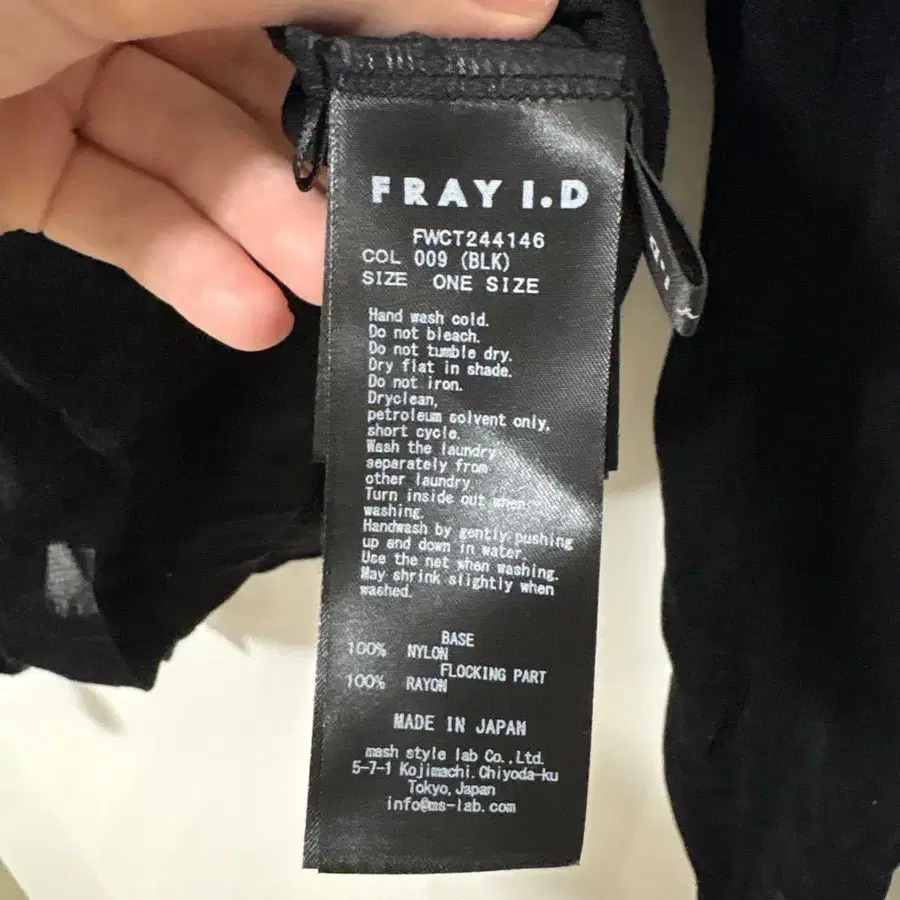 FRAY I.D
FWCT244146
COL 009 (BLK)
SIZE ONE SIZE
Hand wash cold.
Do not bleach.
Do not tumble dry.
Dry flat in shade.
Do not iron.
Dryclean,
petroleum solvent only,
short cycle.
Wash the laundry
separately from
other laundry.
Turn inside out when
washing.
Handwash by gently pushing
up and down in water.
Use the net when washing.
May shrink slightly when
washed.
BASE
100% NYLON
FLOCKING PART
100% RAYON
MADE IN JAPAN
mash style lab Co.,Ltd.
5-7-1 Kojimachi.Chiyoda-ku
Tokyo,Japan
info@ms-lab.com